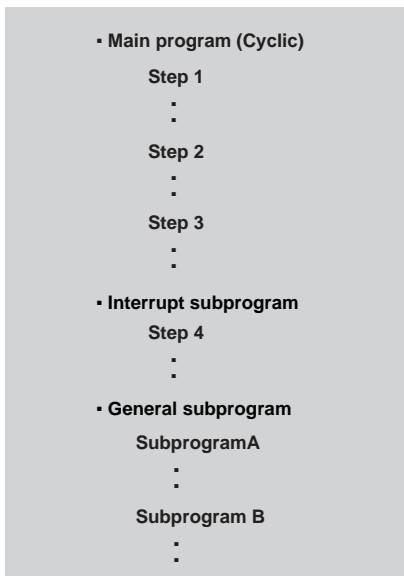 ▪ Main program (Cyclic)
Step 1
▪
▪
Step 2
▪
▪
Step 3
▪
▪
▪ Interrupt subprogram
Step 4
▪
▪
▪ General subprogram
SubprogramA
▪
▪
Subprogram B
▪
▪